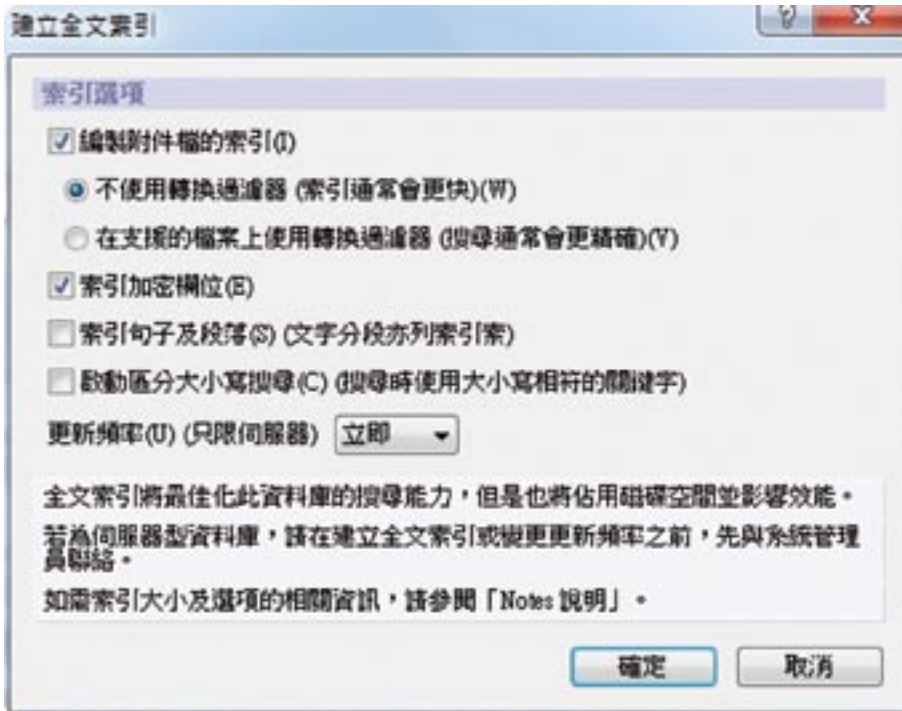 建立全文索引
索引選項
編製附件檔的索引(I)
不使用轉換過濾器 (索引通常會更快)(W)
在支援的檔案上使用轉換過濾器 (搜尋通常會更精確)(V)
索引加密欄位(E)
索引句子及段落(S) (文字分段亦列索引索)
啟動區分大小寫搜尋(C) (搜尋時使用大小寫相符的關鍵字)
更新頻率(U) (只限伺服器) 立即
全文索引將最佳化此資料庫的搜尋能力，但是也將佔用磁碟空間並影響效能。
若為伺服器型資料庫，請在建立全文索引或變更更新頻率之前，先與系統管理
員聯絡。
如需索引大小及選項的相關資訊，請參閱「Notes 說明」。
確定 取消